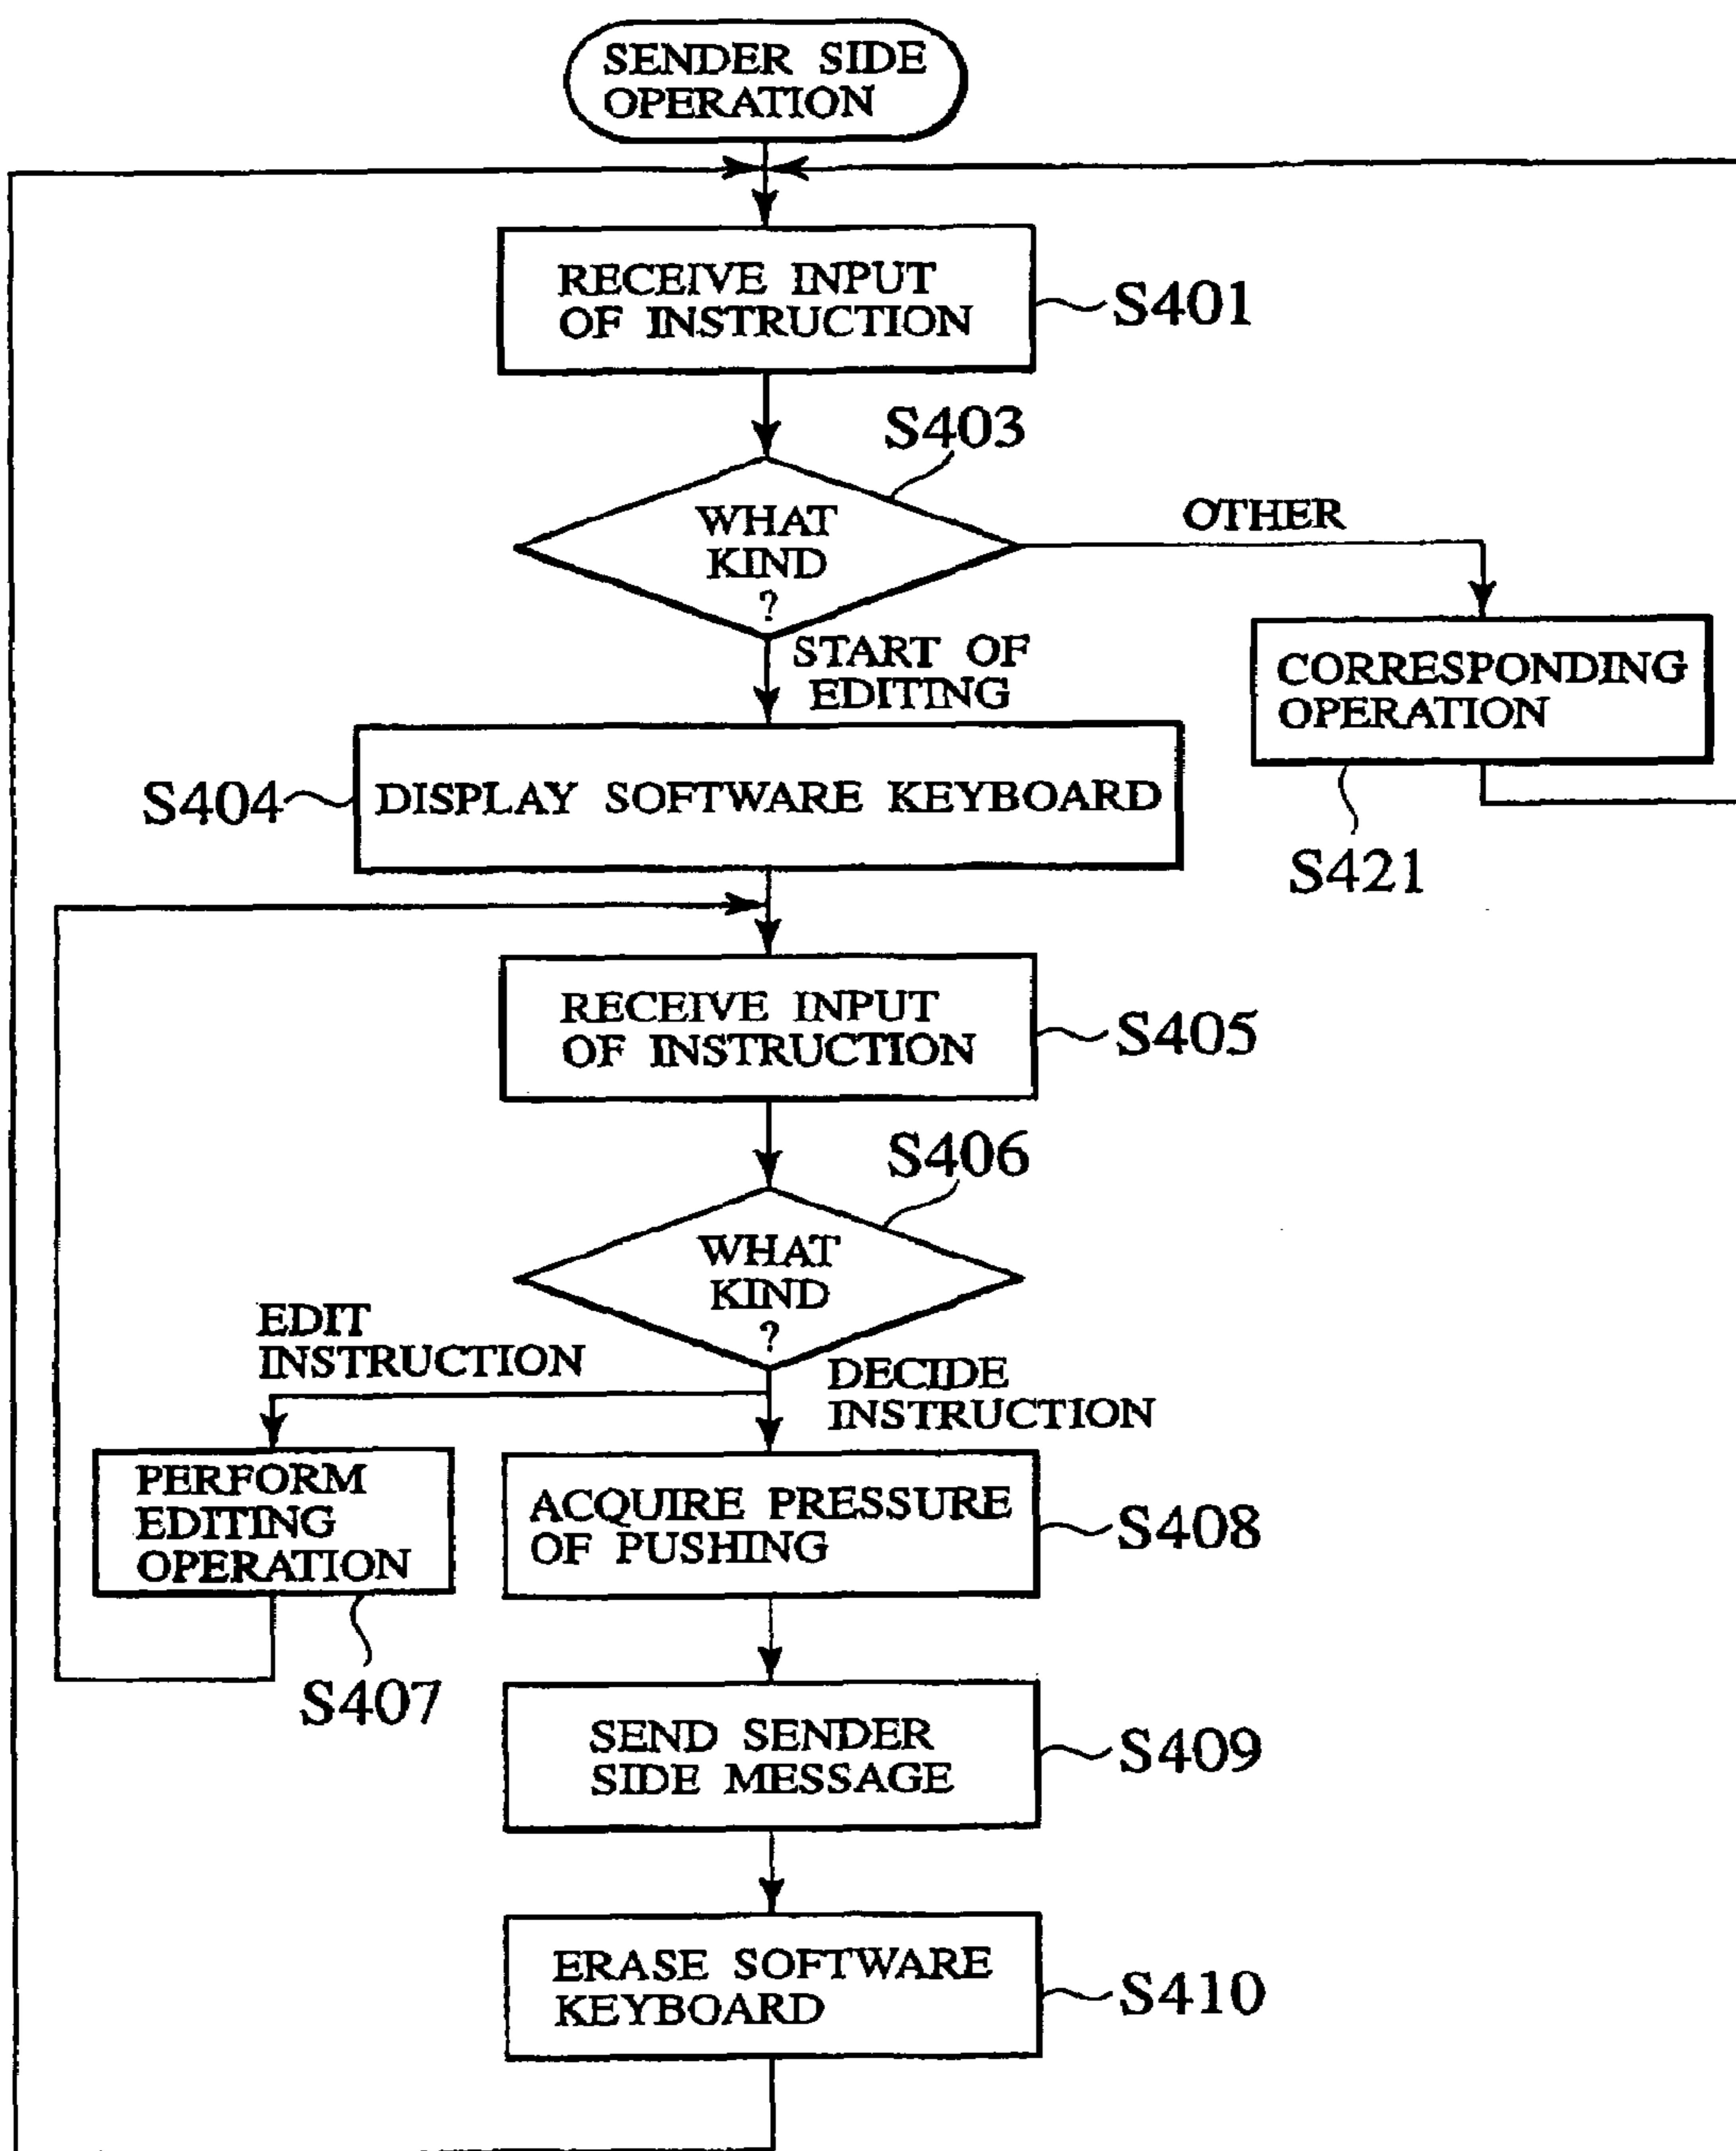 SENDER SIDE
OPERATION
RECEIVE INPUT
OF INSTRUCTION
S401
S403
WHAT
KIND
?
OTHER
START OF
EDITING
CORRESPONDING
OPERATION
S421
S404
DISPLAY SOFTWARE KEYBOARD
RECEIVE INPUT
OF INSTRUCTION
S405
S406
WHAT
KIND
?
EDIT
INSTRUCTION
DECIDE
INSTRUCTION
PERFORM
EDITING
OPERATION
S407
ACQUIRE PRESSURE
OF PUSHING
S408
SEND SENDER
SIDE MESSAGE
S409
ERASE SOFTWARE
KEYBOARD
S410